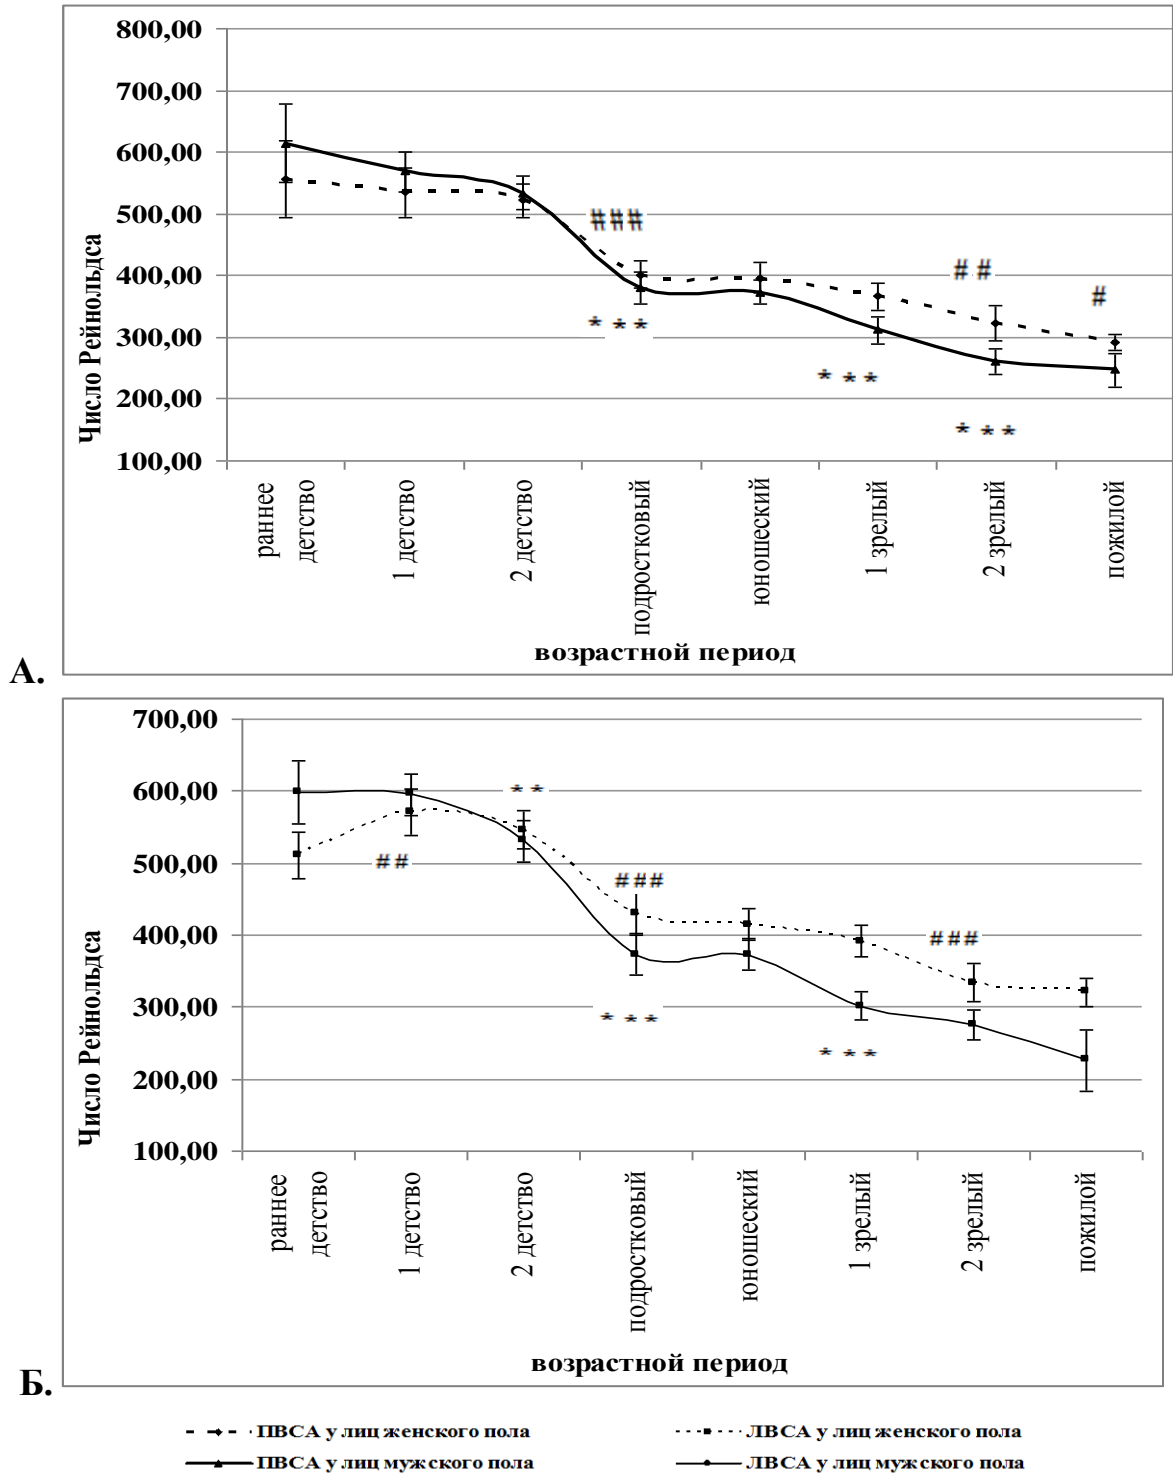 800,00
700,00
600,00
500,00
400,00
300,00
200,00
100,00
Число Рейнольдса
###
***
***
##
***
#
раннее
детство
1 детство
2 детство
подростковый
юношеский
1 зрелый
2 зрелый
пожилой
возрастной период
А.
700,00
600,00
500,00
400,00
300,00
200,00
100,00
Число Рейнольдса
##
**
###
***
***
###
раннее
детство
1 детство
2 детство
подростковый
юношеский
1 зрелый
2 зрелый
пожилой
возрастной период
Б.
ПВСА у лиц женского пола
ЛВСА у лиц женского пола
ПВСА у лиц мужского пола
ЛВСА у лиц мужского пола